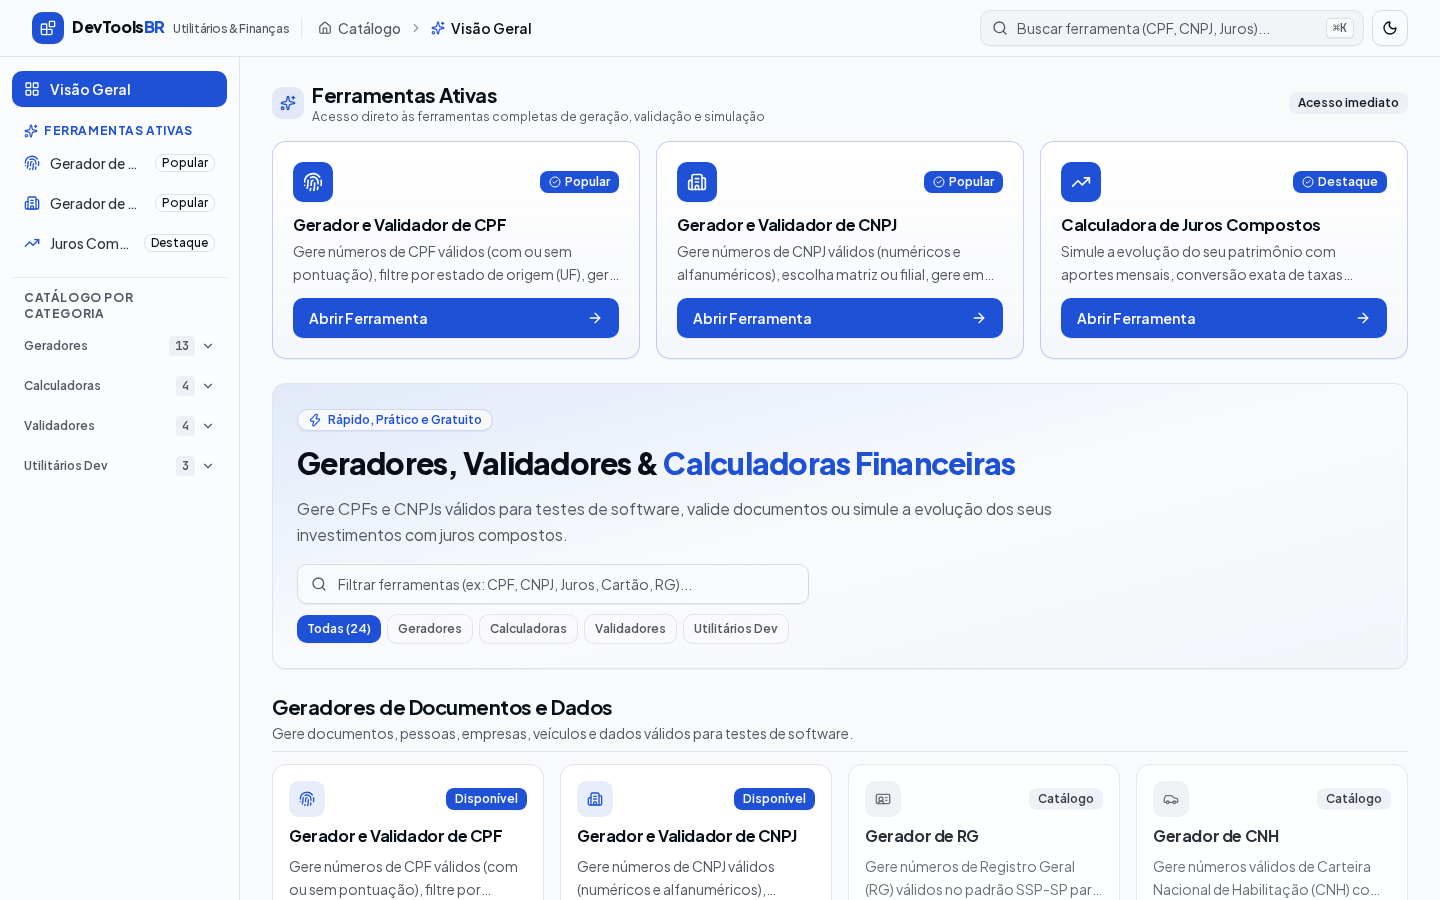 DevToolsBR Utilitários & Finanças
Catálogo
Visão Geral
Buscar ferramenta (CPF, CNPJ, Juros)...
⌘K
Visão Geral
FERRAMENTAS ATIVAS
Gerador de ... Popular
Gerador de ... Popular
Juros Com... Destaque
CATÁLOGO POR
CATEGORIA
Geradores 13
Calculadoras 4
Validadores 4
Utilitários Dev 3
Ferramentas Ativas
Acesso direto às ferramentas completas de geração, validação e simulação
Acesso imediato
Popular
Gerador e Validador de CPF
Gere números de CPF válidos (com ou sem
pontuação), filtre por estado de origem (UF), ger...
Abrir Ferramenta
Popular
Gerador e Validador de CNPJ
Gere números de CNPJ válidos (numéricos e
alfanuméricos), escolha matriz ou filial, gere em...
Abrir Ferramenta
Destaque
Calculadora de Juros Compostos
Simule a evolução do seu patrimônio com
aportes mensais, conversão exata de taxas...
Abrir Ferramenta
Rápido, Prático e Gratuito
Geradores, Validadores & Calculadoras Financeiras
Gere CPFs e CNPJs válidos para testes de software, valide documentos ou simule a evolução dos seus
investimentos com juros compostos.
Filtrar ferramentas (ex: CPF, CNPJ, Juros, Cartão, RG)...
Todas (24)
Geradores
Calculadoras
Validadores
Utilitários Dev
Geradores de Documentos e Dados
Gere documentos, pessoas, empresas, veículos e dados válidos para testes de software.
Disponível
Gerador e Validador de CPF
Gere números de CPF válidos (com
ou sem pontuação), filtre por...
Disponível
Gerador e Validador de CNPJ
Gere números de CNPJ válidos
(numéricos e alfanuméricos),...
Catálogo
Gerador de RG
Gere números de Registro Geral
(RG) válidos no padrão SSP-SP par...
Catálogo
Gerador de CNH
Gere números válidos de Carteira
Nacional de Habilitação (CNH) co...